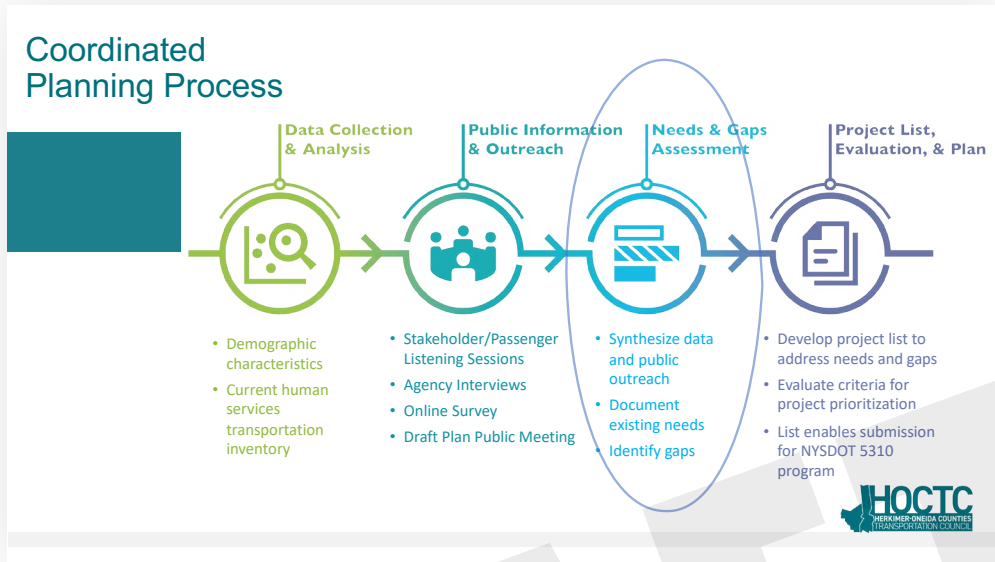 Coordinated
Planning Process
Data Collection
& Analysis
Public Information
& Outreach
Needs & Gaps
Assessment
Project List,
Evaluation, & Plan
• Demographic
characteristics
• Current human
services
transportation
inventory
• Stakeholder/Passenger
Listening Sessions
• Agency Interviews
• Online Survey
• Draft Plan Public Meeting
• Synthesize data
and public
outreach
• Document
existing needs
• Identify gaps
• Develop project list to
address needs and gaps
• Evaluate criteria for
project prioritization
• List enables submission
for NYSDOT 5310
program
HOCTC
HERKIMER-ONEIDA COUNTIES
TRANSPORTATION COUNCIL